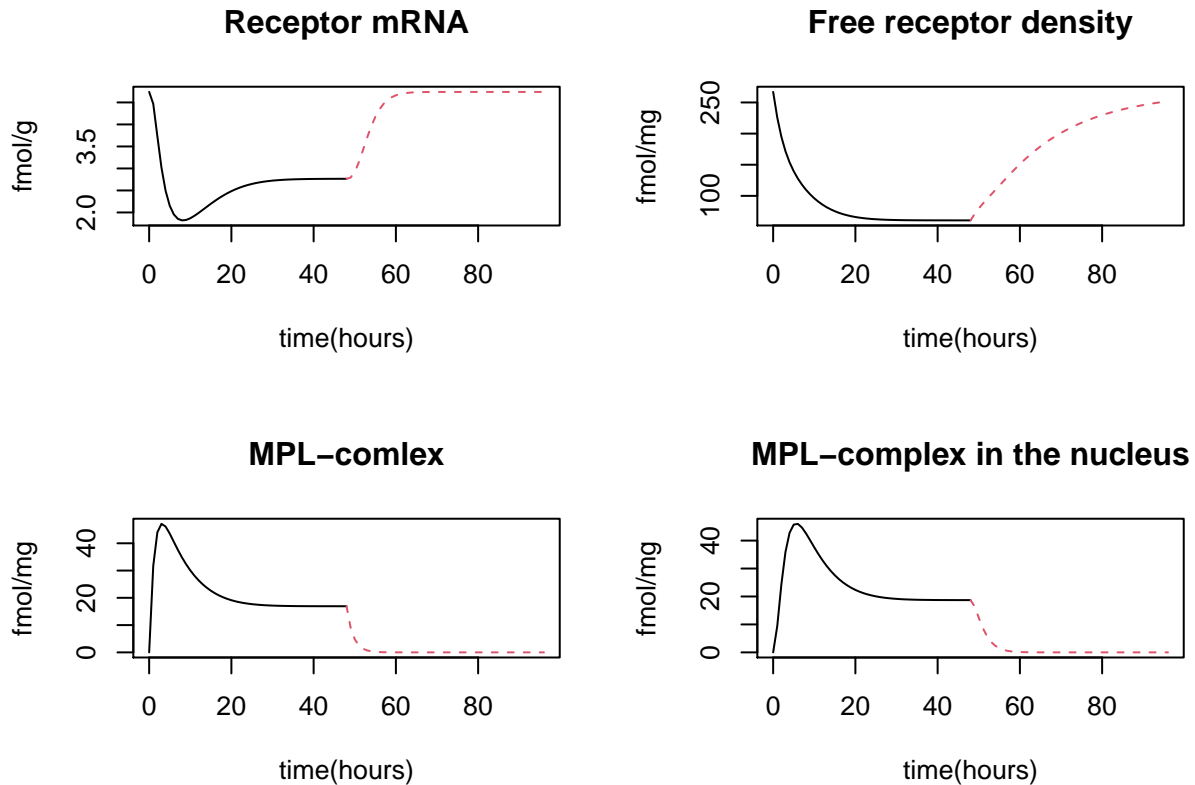 Receptor mRNA
fmol/g
2.0 3.5
0 20 40 60 80
time(hours)
Free receptor density
fmol/mg
100 250
0 20 40 60 80
time(hours)
MPL−comlex
fmol/mg
0 20 40
0 20 40 60 80
time(hours)
MPL−complex in the nucleus
fmol/mg
0 20 40
0 20 40 60 80
time(hours)